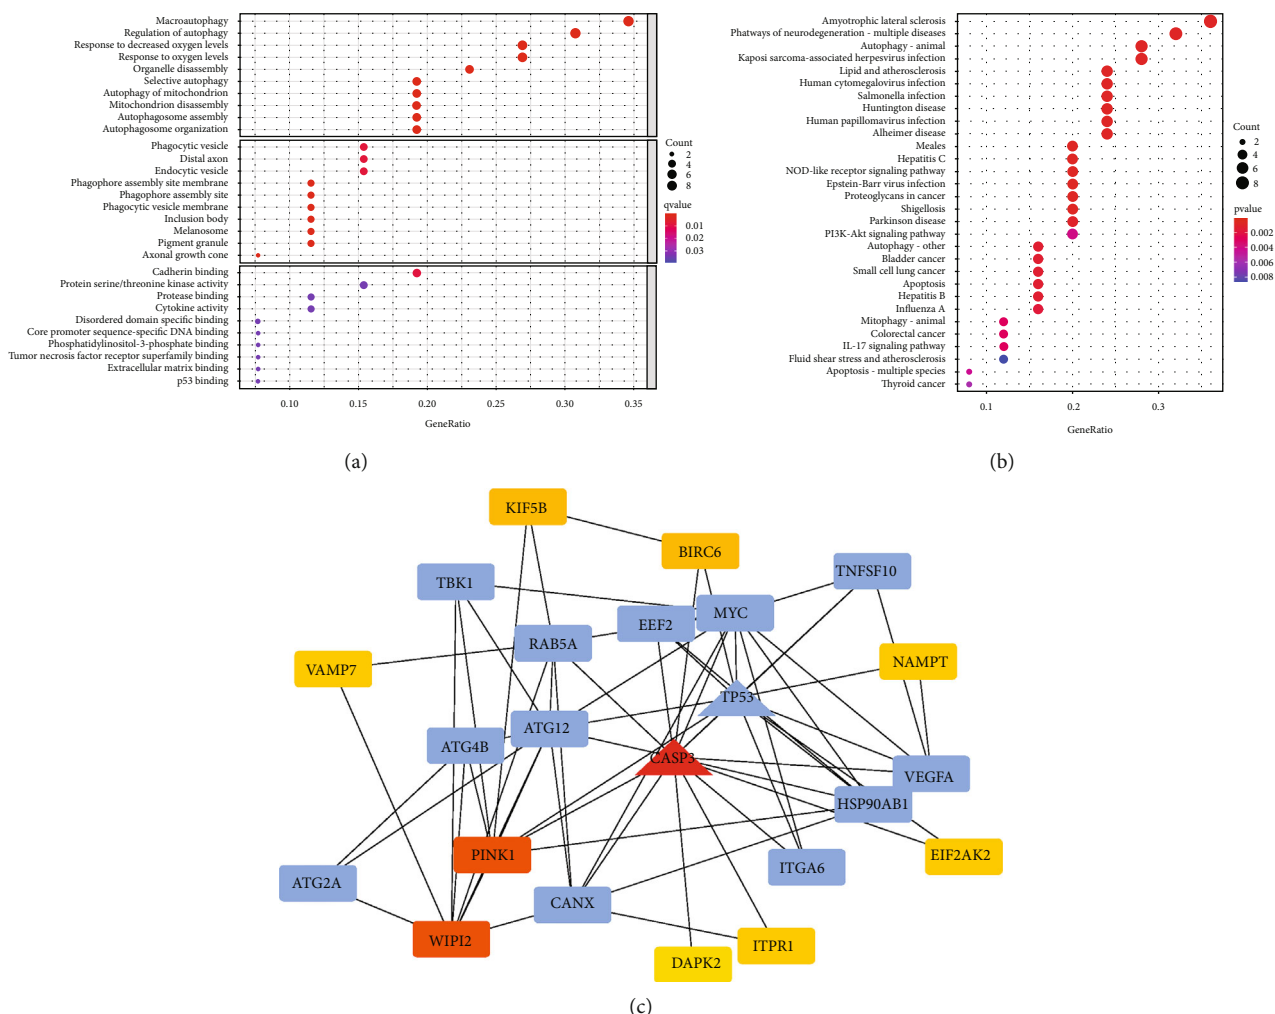 Macroautophagy
Regulation of autophagy
Response to decreased oxygen levels
Response to oxygen levels
Organelle disassembly
Selective autophagy
Autophagy of mitochondrion
Mitochondrion disassembly
Autophagosome assembly
Autophagosome organization
Phagocytic vesicle
Distal axon
Endocytic vesicle
Phagophore assembly site membrane
Phagophore assembly site
Phagocytic vesicle membrane
Inclusion body
Melanosome
Pigment granule
Axonal growth cone
Cadherin binding
Protein serine/threonine kinase activity
Protease binding
Cytokine activity
Disordered domain specific binding
Core promoter sequence-specific DNA binding
Phosphatidylinositol-3-phosphate binding
Tumor necrosis factor receptor superfamily binding
Extracellular matrix binding
p53 binding
0.10 0.15 0.20 0.25 0.30 0.35
GeneRatio
Count
2
4
6
8
qvalue
0.01
0.02
0.03
(a)
Amyotrophic lateral sclerosis
Phatways of neurodegeneration - multiple diseases
Autophagy - animal
Kaposi sarcoma-associated herpesvirus infection
Lipid and atherosclerosis
Human cytomegalovirus infection
Salmonella infection
Huntington disease
Human papillomavirus infection
Alheimer disease
Meales
Hepatitis C
NOD-like receptor signaling pathway
Epstein-Barr virus infection
Proteoglycans in cancer
Shigellosis
Parkinson disease
PI3K-Akt signaling pathway
Autophagy - other
Bladder cancer
Small cell lung cancer
Apoptosis
Hepatitis B
Influenza A
Mitophagy - animal
Colorectal cancer
IL-17 signaling pathway
Fluid shear stress and atherosclerosis
Apoptosis - multiple species
Thyroid cancer
0.1 0.2 0.3
GeneRatio
Count
2
4
6
8
pvalue
0.002
0.004
0.006
0.008
(b)
KIF5B
BIRC6
TBK1
TNFSF10
MYC
EEF2
RAB5A
VAMP7
NAMPT
TP53
ATG12
ATG4B
CASP3
VEGFA
HSP90AB1
PINK1
EIF2AK2
ITGA6
ATG2A
CANX
WIPI2
ITPR1
DAPK2
(c)